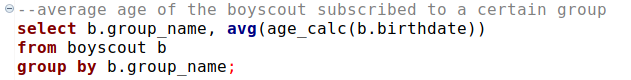 --average age of the boyscout subscribed to a certain group
select b.group_name, avg(age_calc(b.birthdate))
from boyscout b
group by b.group_name;